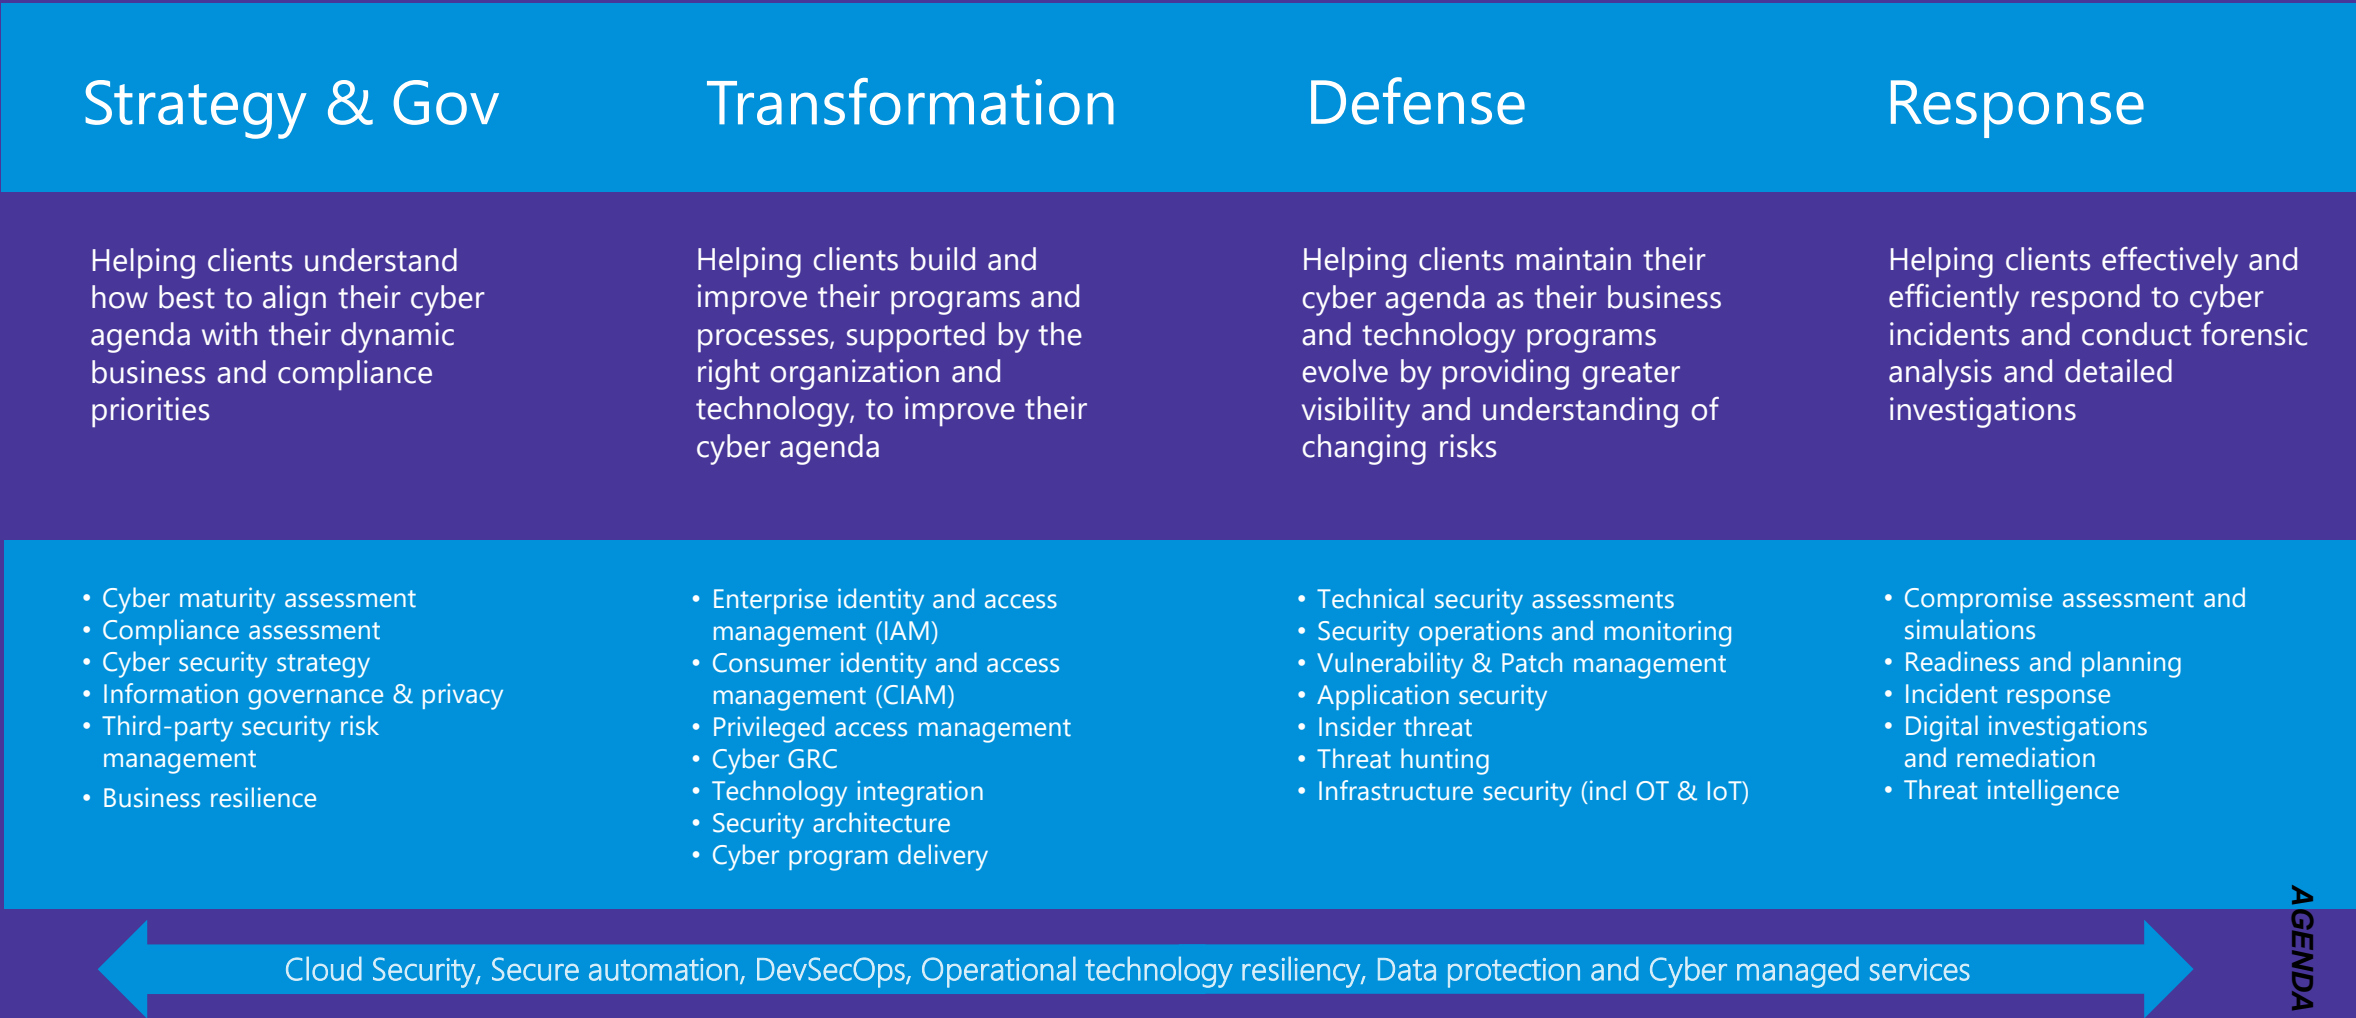 Strategy & Gov
Transformation
Defense
Response
Helping clients understand
how best to align their cyber
agenda with their dynamic
business and compliance
priorities
Helping clients build and
improve their programs and
processes, supported by the
right organization and
technology, to improve their
cyber agenda
Helping clients maintain their
cyber agenda as their business
and technology programs
evolve by providing greater
visibility and understanding of
changing risks
Helping clients effectively and
efficiently respond to cyber
incidents and conduct forensic
analysis and detailed
investigations
• Cyber maturity assessment
• Compliance assessment
• Cyber security strategy
• Information governance & privacy
• Third-party security risk
management
• Business resilience
• Enterprise identity and access
management (IAM)
• Consumer identity and access
management (CIAM)
• Privileged access management
• Cyber GRC
• Technology integration
• Security architecture
• Cyber program delivery
• Technical security assessments
• Security operations and monitoring
• Vulnerability & Patch management
• Application security
• Insider threat
• Threat hunting
• Infrastructure security (incl OT & IoT)
• Compromise assessment and
simulations
• Readiness and planning
• Incident response
• Digital investigations
and remediation
• Threat intelligence
Cloud Security, Secure automation, DevSecOps, Operational technology resiliency, Data protection and Cyber managed services
AGENDA